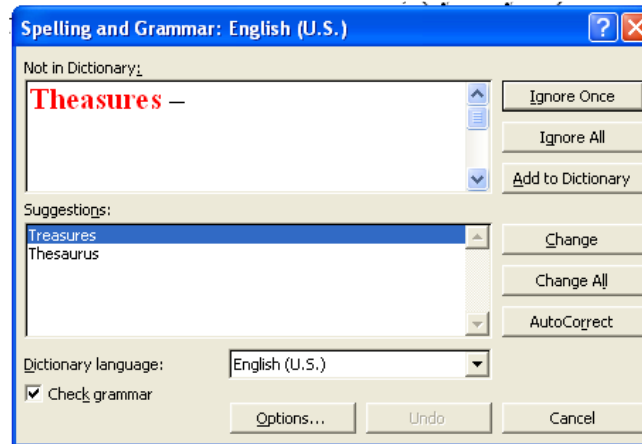 Spelling and Grammar: English (U.S.)
Not in Dictionary:
Theasures –
Ignore Once
Ignore All
Add to Dictionary
Suggestions:
Treasures
Thesaurus
Change
Change All
AutoCorrect
Dictionary language:
English (U.S.)
Check grammar
Options...
Undo
Cancel